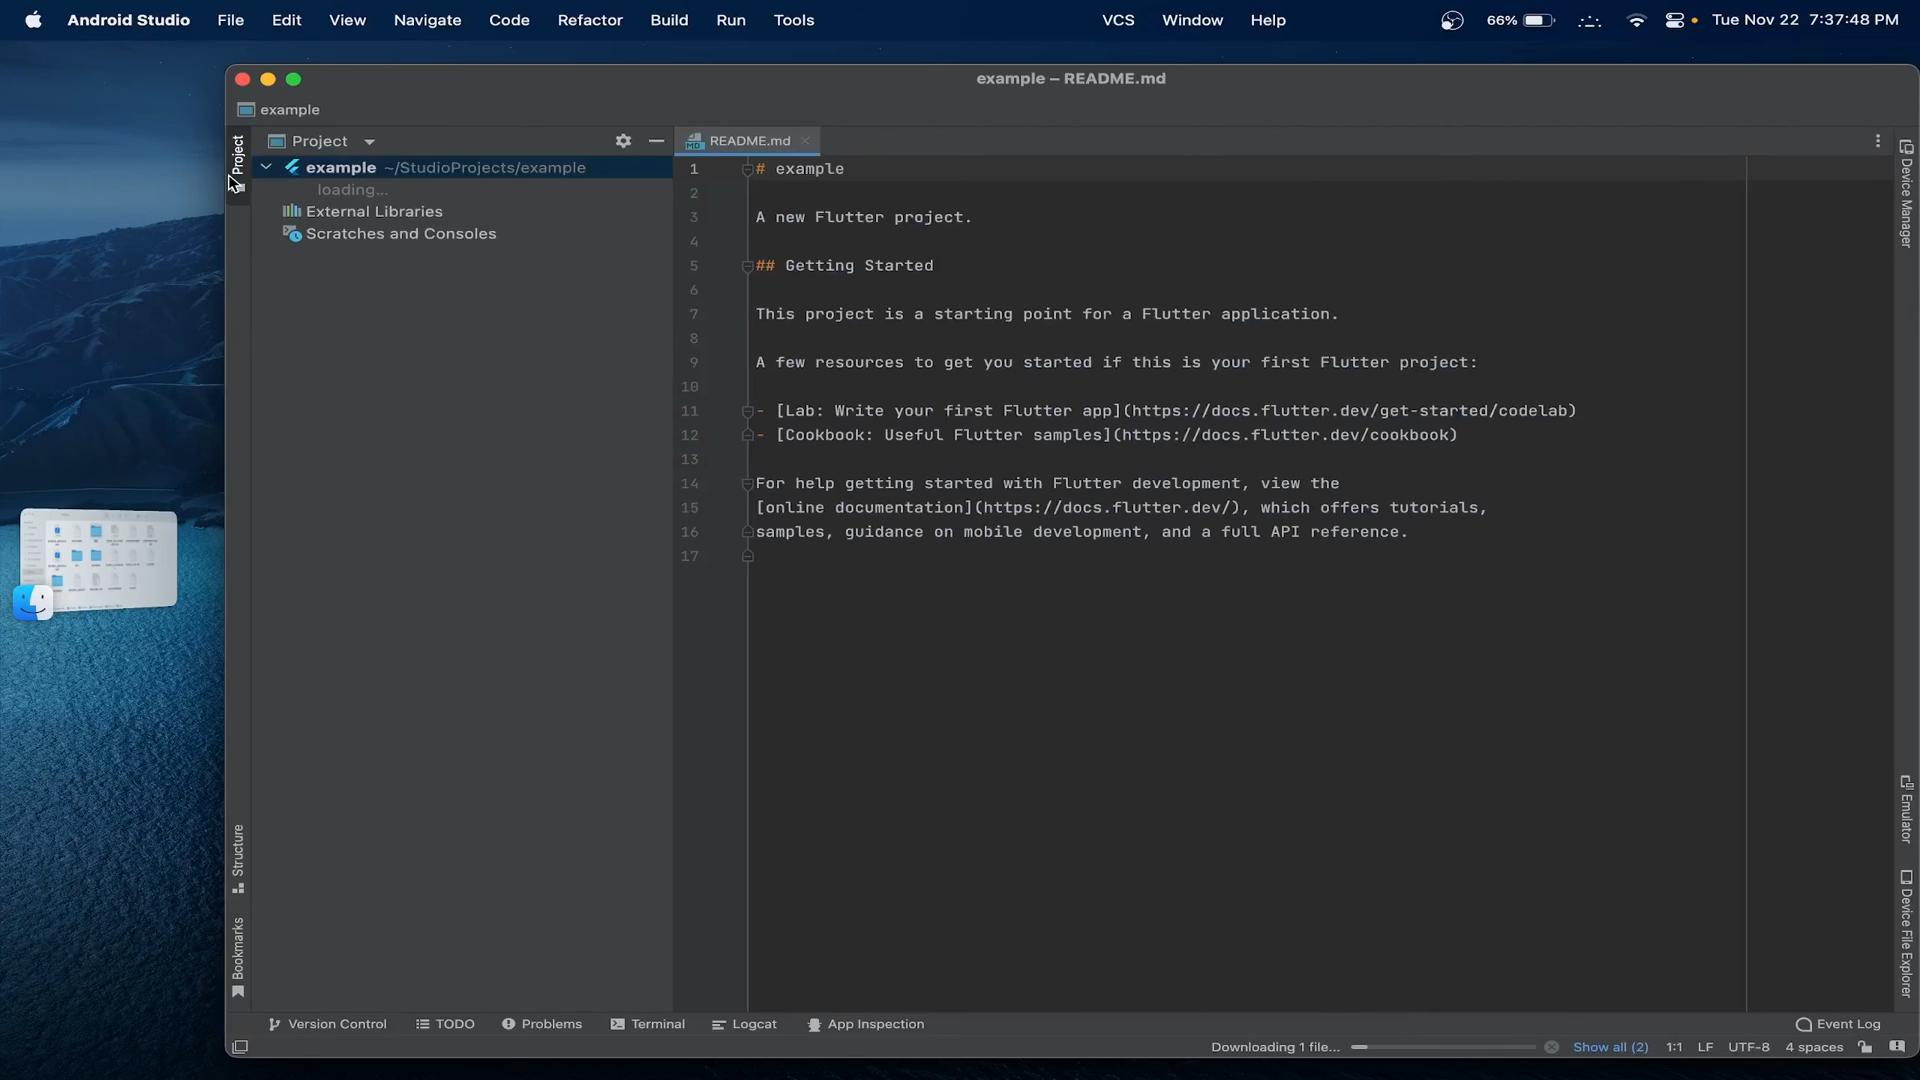 Android Studio File Edit View Navigate Code Refactor Build Run Tools VCS Window Help 66% Tue Nov 22 7:37:48 PM
example – README.md
example
Project
Project
README.md
example ~/StudioProjects/example
loading...
External Libraries
Scratches and Consoles
1 # example
2
3 A new Flutter project.
4
5 ## Getting Started
6
7 This project is a starting point for a Flutter application.
8
9 A few resources to get you started if this is your first Flutter project:
10
11 - [Lab: Write your first Flutter app](https://docs.flutter.dev/get-started/codelab)
12 - [Cookbook: Useful Flutter samples](https://docs.flutter.dev/cookbook)
13
14 For help getting started with Flutter development, view the
15 [online documentation](https://docs.flutter.dev/), which offers tutorials,
16 samples, guidance on mobile development, and a full API reference.
17
Device Manager
Emulator
Device File Explorer
Structure
Bookmarks
Version Control TODO Problems Terminal Logcat App Inspection Event Log
Downloading 1 file... Show all (2) 1:1 LF UTF-8 4 spaces